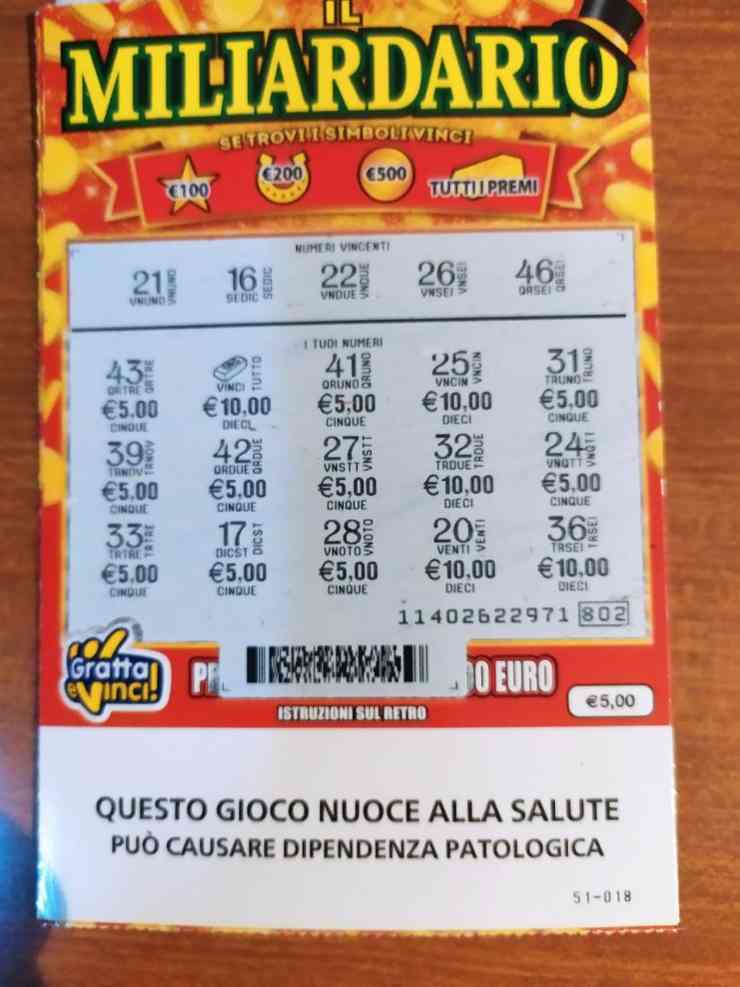 IL
MILIARDARIO
SE TROVI I SIMBOLI VINCI
€100 €200 €500 TUTTI I PREMI
NUMERI VINCENTI
21 16 22 26 46
VNUNO VNUNO SEDIC SEDIC VNDUE VNDUE VNSEI VNSEI QRSEI QRSEI
I TUOI NUMERI
43 41 25 31
QRTRE QRTRE VINCI TUTTO QRUNO QRUNO VNCIN VNCIN TRUNO TRUNO
€5,00 €10,00 €5,00 €10,00 €5,00
CINQUE DIECI CINQUE DIECI CINQUE
39 42 27 32 24
TRNOV TRNOV QRDUE QRDUE VNSTT VNSTT TRDUE TRDUE VNQTT VNQTT
€5,00 €5,00 €5,00 €10,00 €5,00
CINQUE CINQUE CINQUE DIECI CINQUE
33 17 28 20 36
TRTRE TRTRE DICST DICST VNOTO VNOTO VENTI VENTI TRSEI TRSEI
€5,00 €5,00 €5,00 €10,00 €10,00
CINQUE CINQUE CINQUE DIECI DIECI
11402622971 802
Gratta
e Vinci!
EURO
€5,00
ISTRUZIONI SUL RETRO
QUESTO GIOCO NUOCE ALLA SALUTE
PUÒ CAUSARE DIPENDENZA PATOLOGICA
51-018